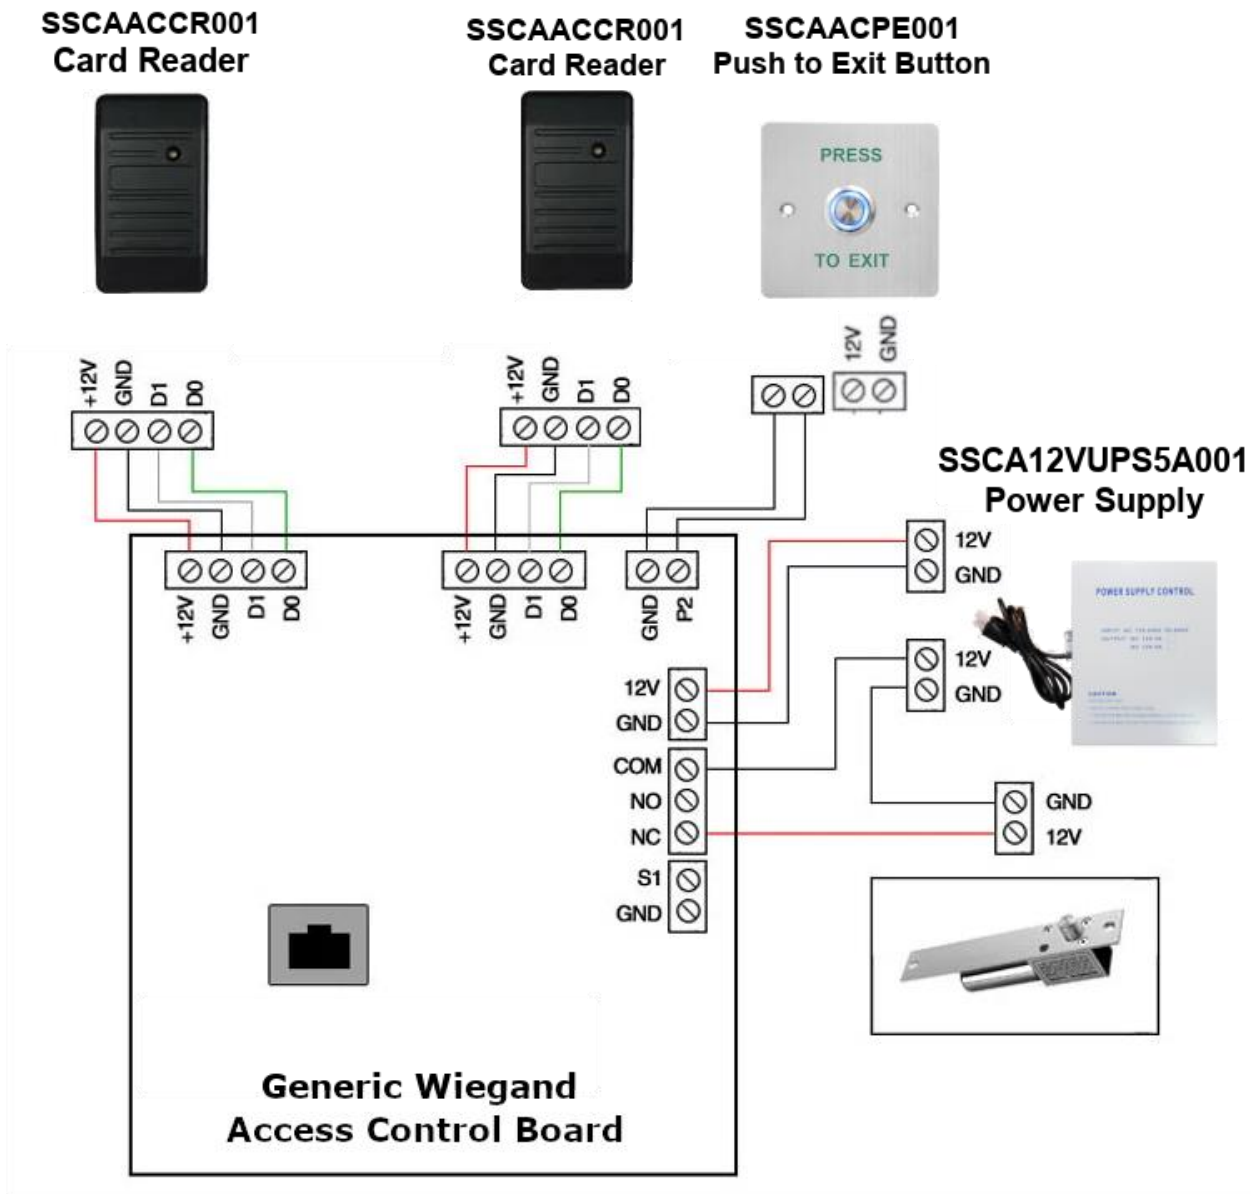 SSCAACCR001
Card Reader
SSCAACCR001
Card Reader
SSCAACPE001
Push to Exit Button
PRESS
TO EXIT
+12V
GND
D1
D0
+12V
GND
D1
D0
12V
GND
SSCA12VUPS5A001
Power Supply
+12V
GND
D1
D0
+12V
GND
D1
D0
GND
P2
12V
GND
12V
GND
POWER SUPPLY CONTROL
12V
GND
COM
NO
NC
S1
GND
GND
12V
Generic Wiegand
Access Control Board